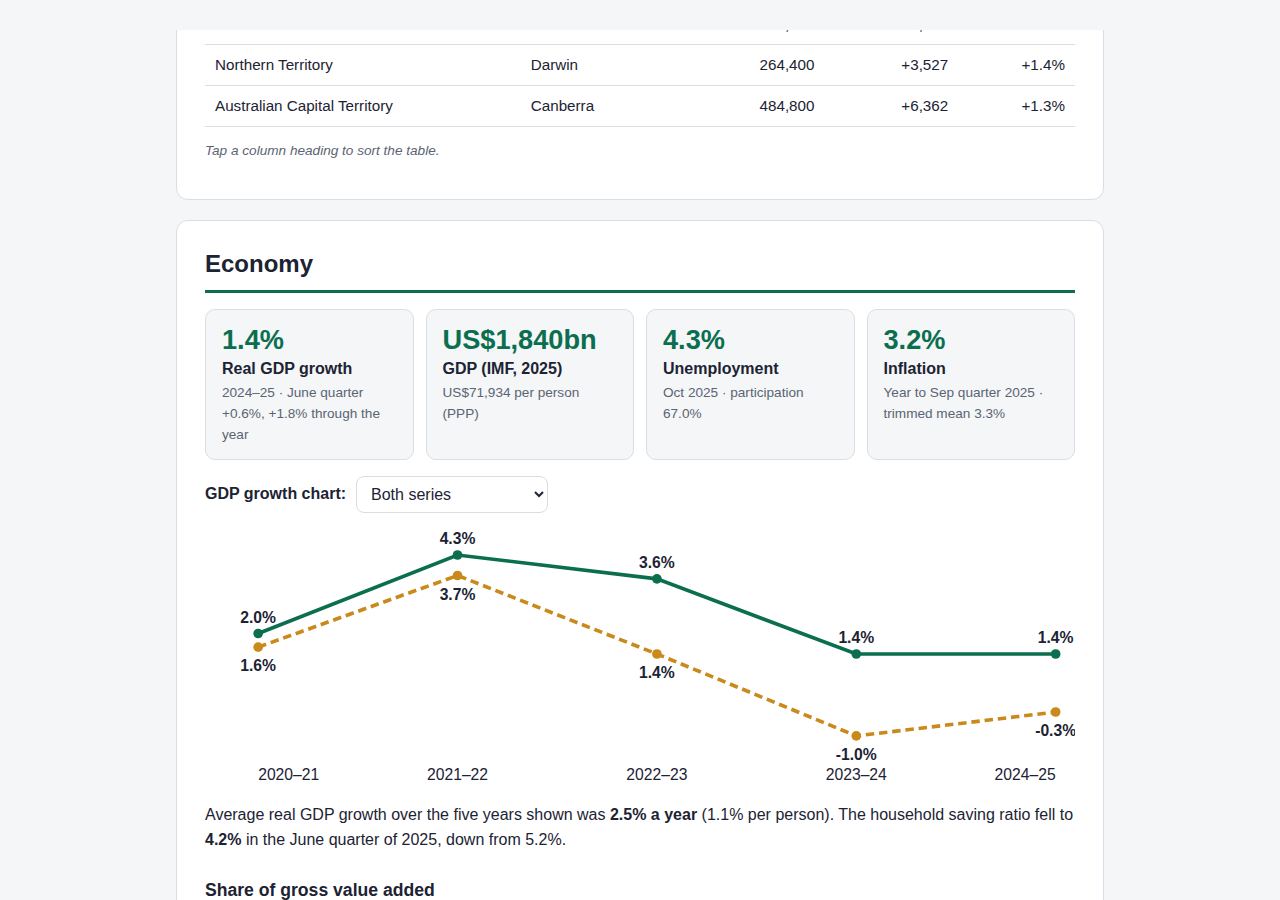 Northern Territory Darwin 264,400 +3,527 +1.4%
Australian Capital Territory Canberra 484,800 +6,362 +1.3%
Tap a column heading to sort the table.
Economy
1.4%
Real GDP growth
2024–25 · June quarter
+0.6%, +1.8% through the
year
US$1,840bn
GDP (IMF, 2025)
US$71,934 per person
(PPP)
4.3%
Unemployment
Oct 2025 · participation
67.0%
3.2%
Inflation
Year to Sep quarter 2025 ·
trimmed mean 3.3%
GDP growth chart: Both series
4.3%
3.6%
3.7%
2.0%
1.4% 1.4%
1.6%
1.4%
-0.3%
-1.0%
2020–21 2021–22 2022–23 2023–24 2024–25
Average real GDP growth over the five years shown was 2.5% a year (1.1% per person). The household saving ratio fell to
4.2% in the June quarter of 2025, down from 5.2%.
Share of gross value added